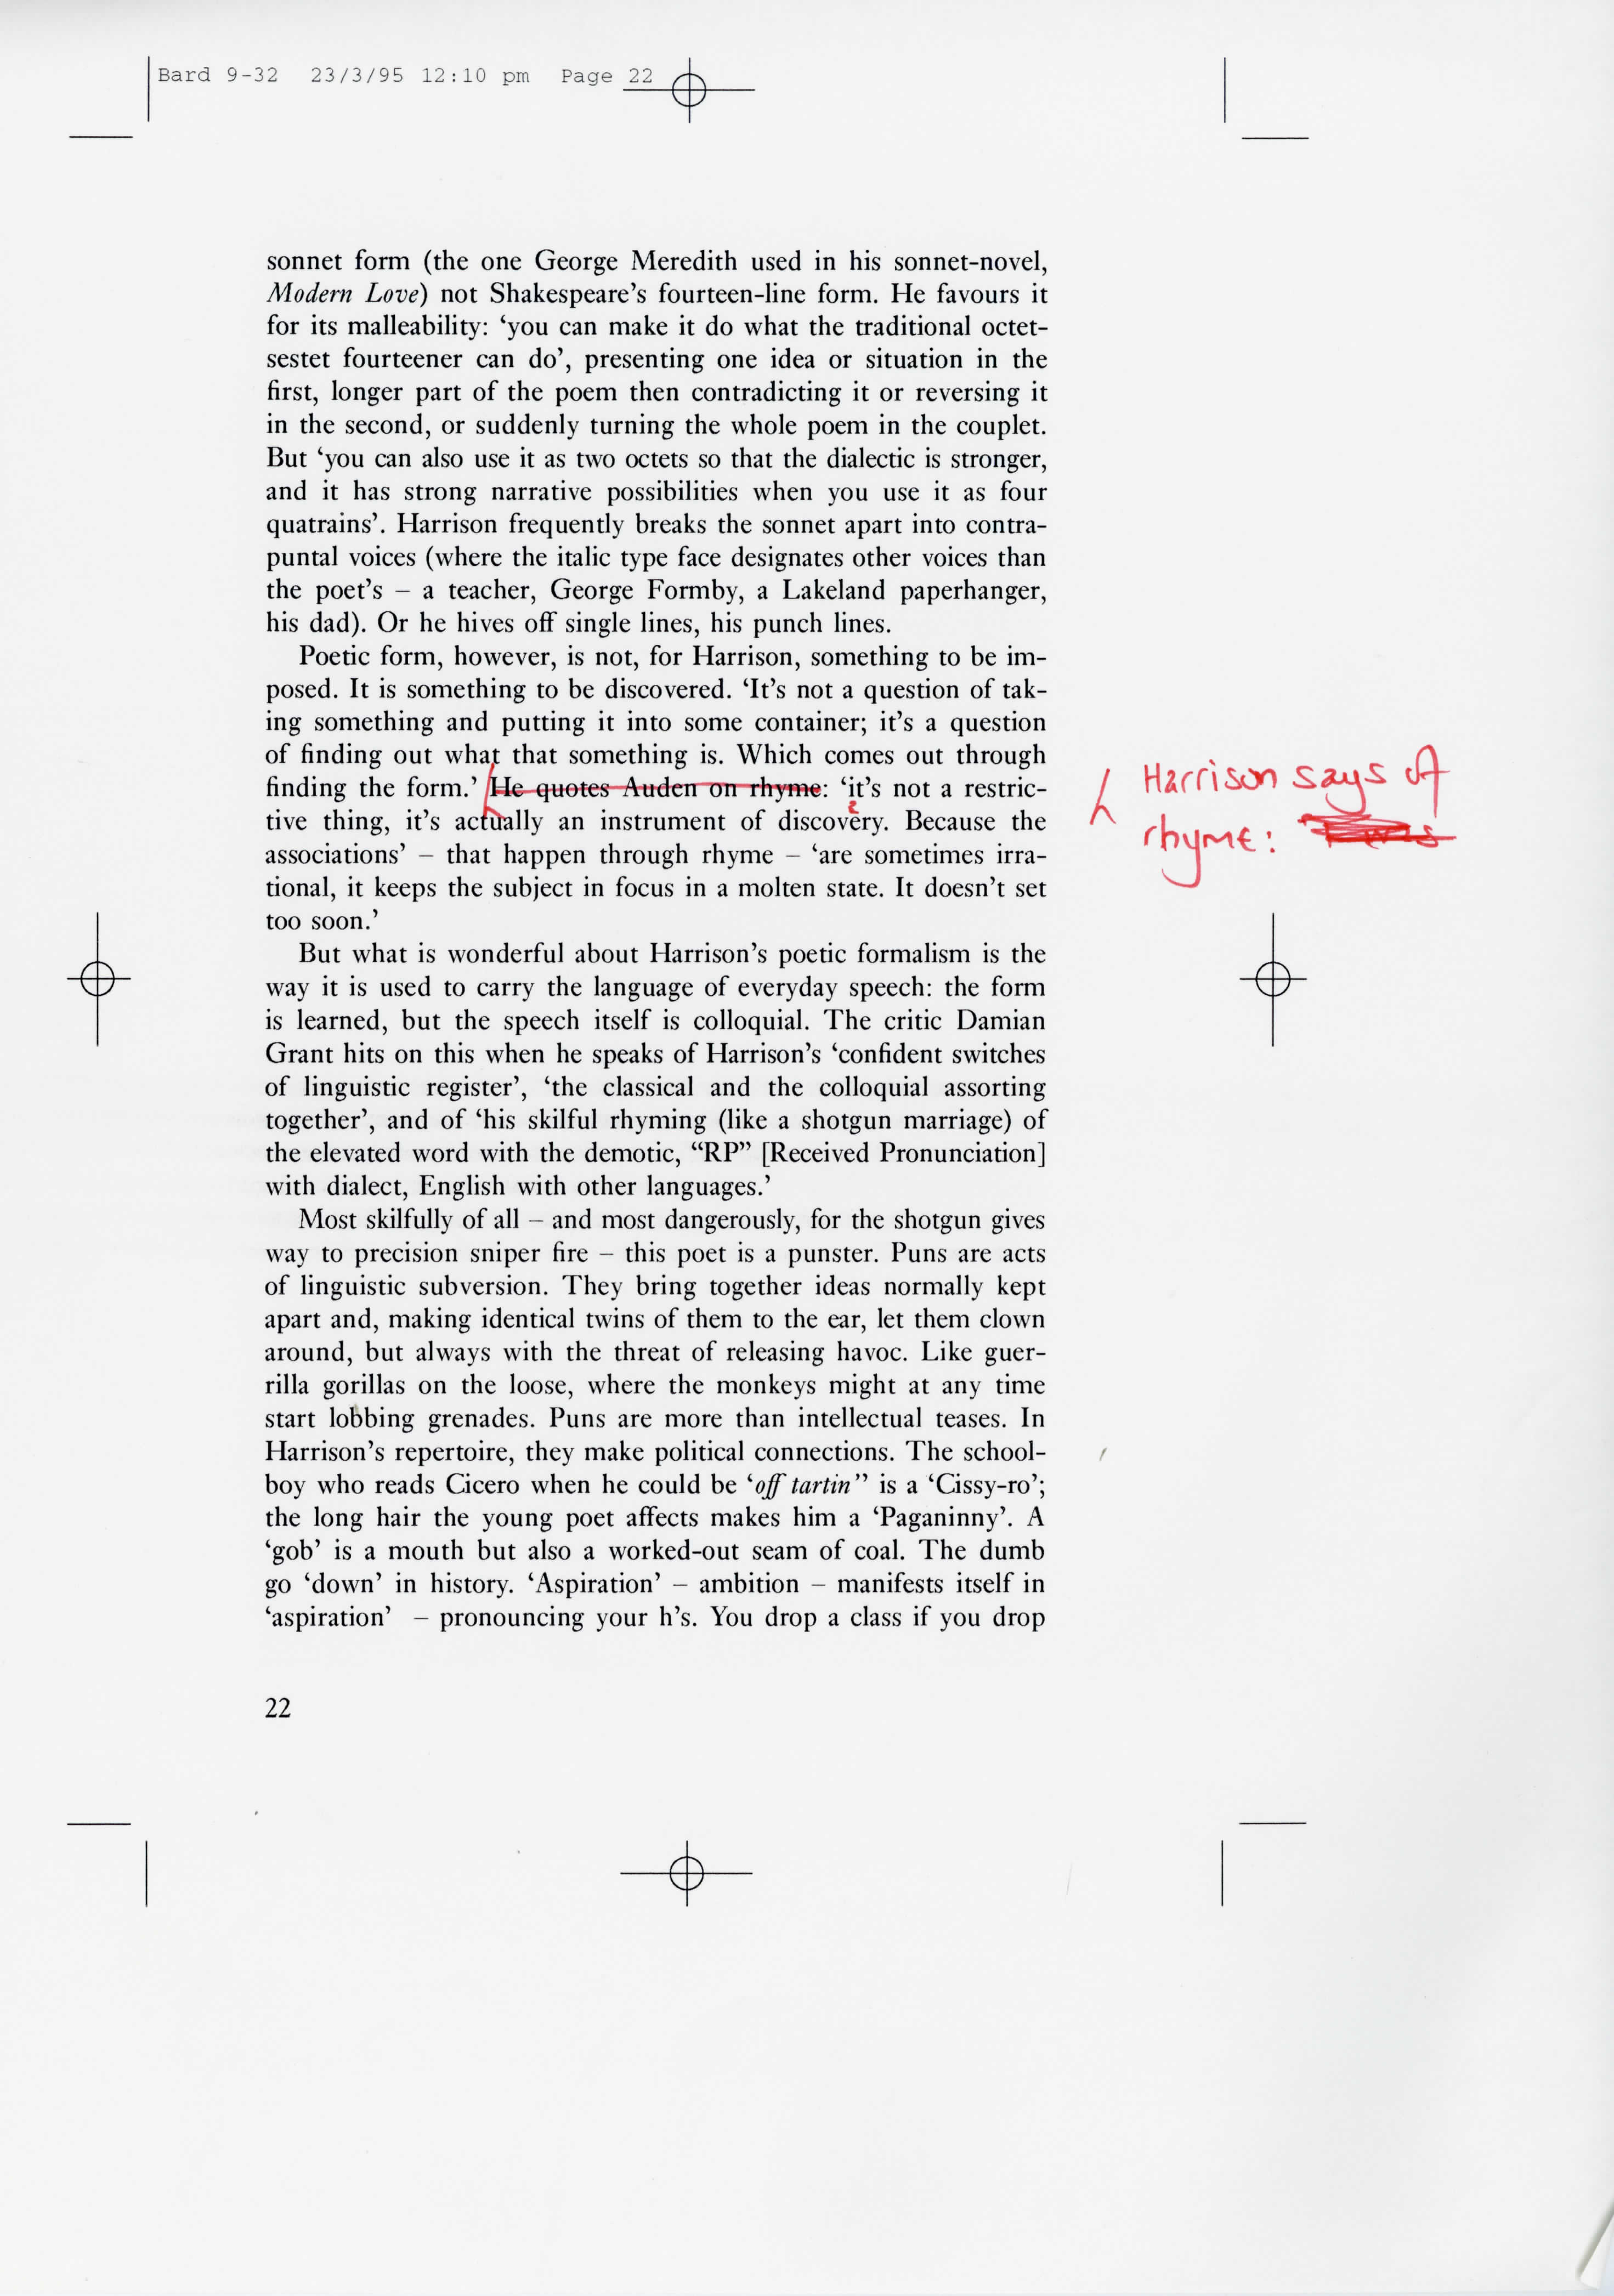 Bard 9-32 23/3/95 12:10 pm Page 22
sonnet form (the one George Meredith used in his sonnet-novel,
Modern Love) not Shakespeare's fourteen-line form. He favours it
for its malleability: ‘you can make it do what the traditional octet-
sestet fourteener can do’, presenting one idea or situation in the
first, longer part of the poem then contradicting it or reversing it
in the second, or suddenly turning the whole poem in the couplet.
But ‘you can also use it as two octets so that the dialectic is stronger,
and it has strong narrative possibilities when you use it as four
quatrains’. Harrison frequently breaks the sonnet apart into contra-
puntal voices (where the italic type face designates other voices than
the poet's – a teacher, George Formby, a Lakeland paperhanger,
his dad). Or he hives off single lines, his punch lines.
Poetic form, however, is not, for Harrison, something to be im-
posed. It is something to be discovered. ‘It's not a question of tak-
ing something and putting it into some container; it's a question
of finding out what that something is. Which comes out through
finding the form.’ He quotes Auden on rhyme: ‘it's not a restric-
tive thing, it's actually an instrument of discovery. Because the
associations’ – that happen through rhyme – ‘are sometimes irra-
tional, it keeps the subject in focus in a molten state. It doesn't set
too soon.’
Harrison says of
rhyme:
But what is wonderful about Harrison's poetic formalism is the
way it is used to carry the language of everyday speech: the form
is learned, but the speech itself is colloquial. The critic Damian
Grant hits on this when he speaks of Harrison's ‘confident switches
of linguistic register’, ‘the classical and the colloquial assorting
together’, and of ‘his skilful rhyming (like a shotgun marriage) of
the elevated word with the demotic, “RP” [Received Pronunciation]
with dialect, English with other languages.’
Most skilfully of all – and most dangerously, for the shotgun gives
way to precision sniper fire – this poet is a punster. Puns are acts
of linguistic subversion. They bring together ideas normally kept
apart and, making identical twins of them to the ear, let them clown
around, but always with the threat of releasing havoc. Like guer-
rilla gorillas on the loose, where the monkeys might at any time
start lobbing grenades. Puns are more than intellectual teases. In
Harrison's repertoire, they make political connections. The school-
boy who reads Cicero when he could be ‘off tartin’’ is a ‘Cissy-ro’;
the long hair the young poet affects makes him a ‘Paganinny’. A
‘gob’ is a mouth but also a worked-out seam of coal. The dumb
go ‘down’ in history. ‘Aspiration’ – ambition – manifests itself in
‘aspiration’ – pronouncing your h's. You drop a class if you drop
22